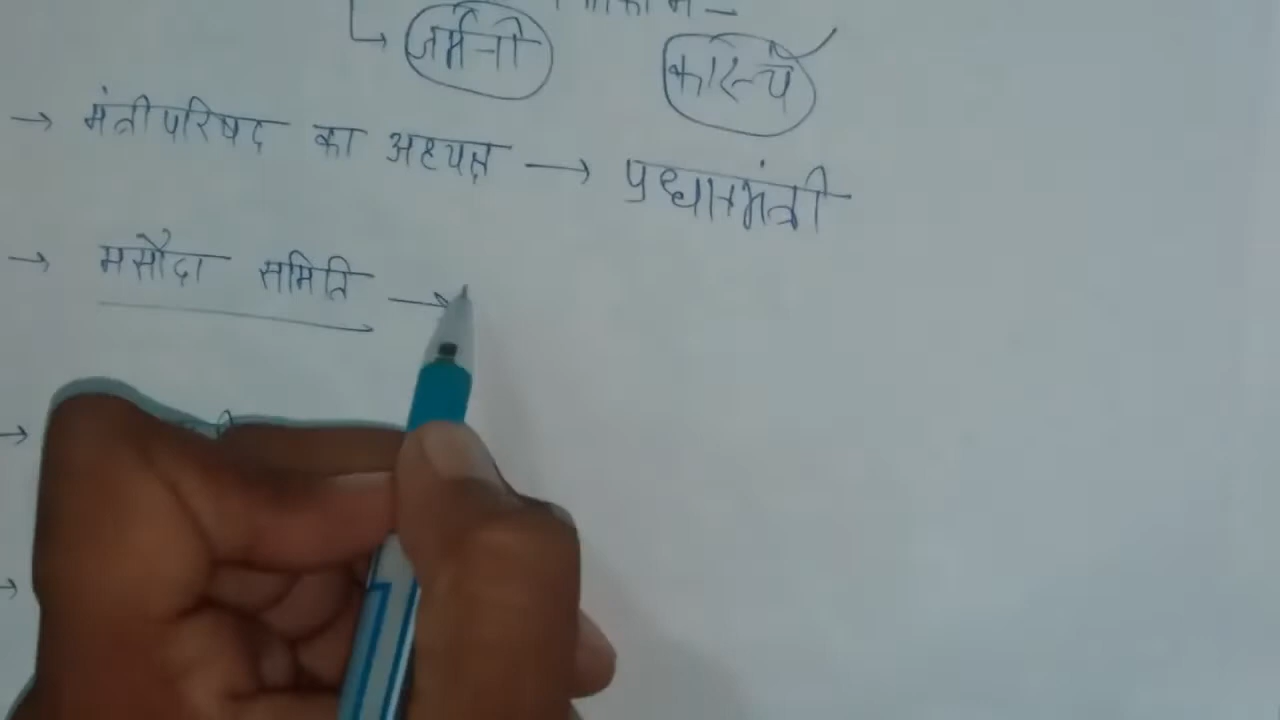 जर्मनी कास्त्ये
→ मंत्रीपरिषद का अध्यक्ष → प्रधानमंत्री
→ मसौदा समिति →
→
→